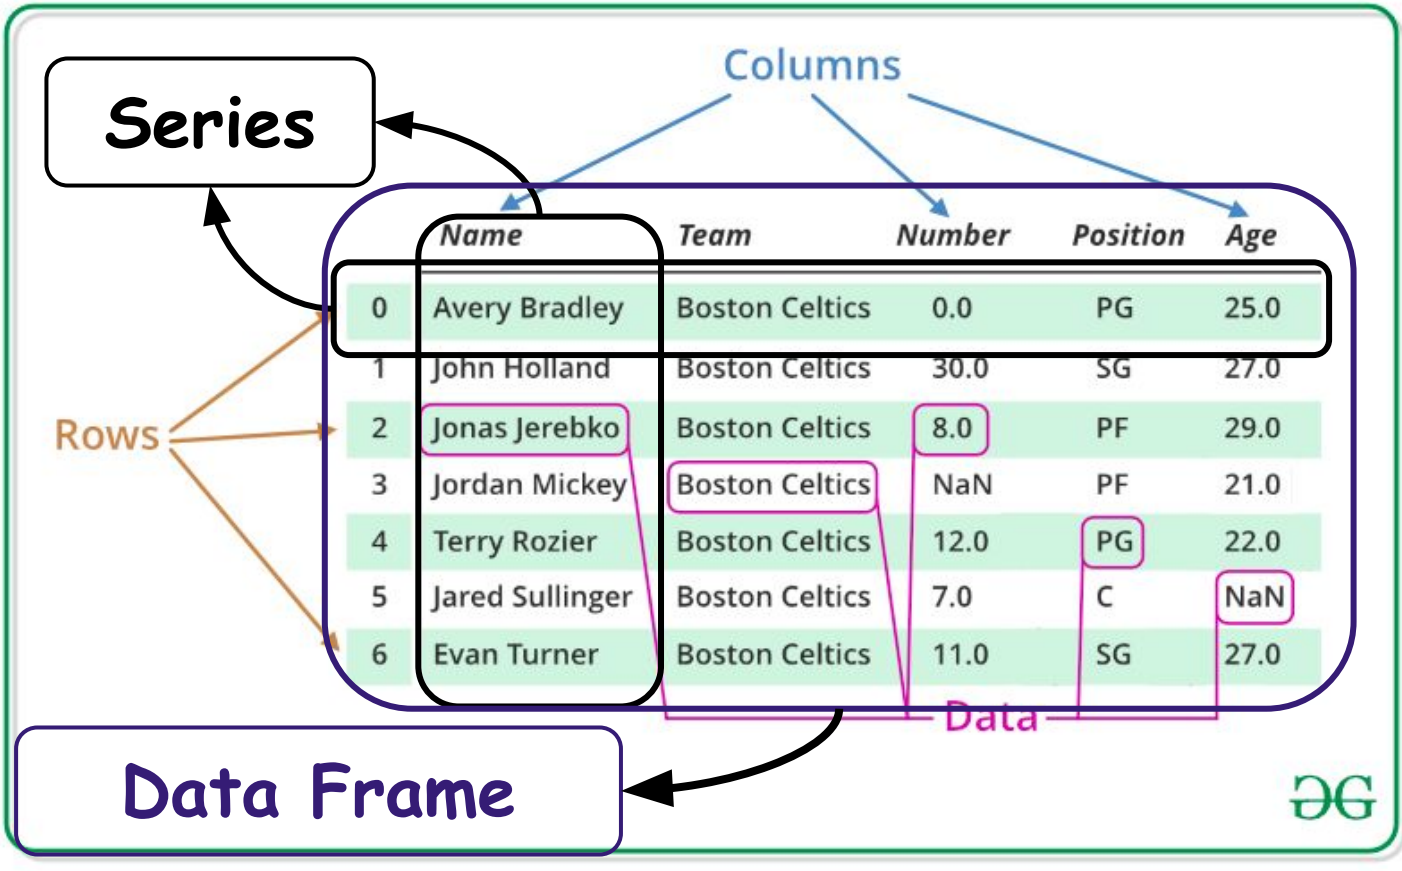 Columns
Series
Name Team Number Position Age
0 Avery Bradley Boston Celtics 0.0 PG 25.0
1 John Holland Boston Celtics 30.0 SG 27.0
Rows
2 Jonas Jerebko Boston Celtics 8.0 PF 29.0
3 Jordan Mickey Boston Celtics NaN PF 21.0
4 Terry Rozier Boston Celtics 12.0 PG 22.0
5 Jared Sullinger Boston Celtics 7.0 C NaN
6 Evan Turner Boston Celtics 11.0 SG 27.0
Data
Data Frame